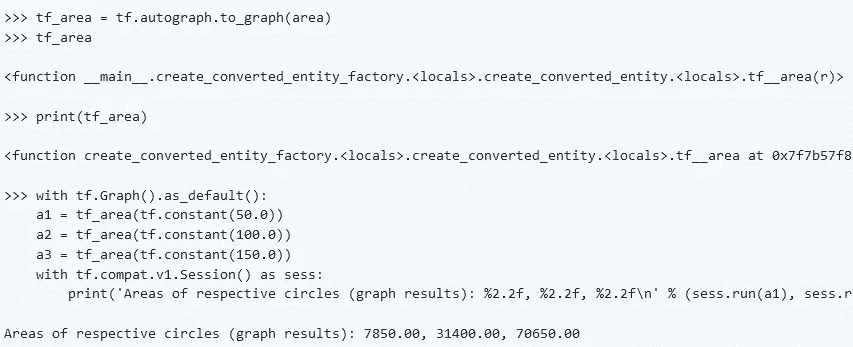 >>> tf_area = tf.autograph.to_graph(area)
>>> tf_area
<function __main__.create_converted_entity_factory.<locals>.create_converted_entity.<locals>.tf__area(r)>
>>> print(tf_area)
<function create_converted_entity_factory.<locals>.create_converted_entity.<locals>.tf__area at 0x7f7b57f8
>>> with tf.Graph().as_default():
    a1 = tf_area(tf.constant(50.0))
    a2 = tf_area(tf.constant(100.0))
    a3 = tf_area(tf.constant(150.0))
    with tf.compat.v1.Session() as sess:
        print('Areas of respective circles (graph results): %2.2f, %2.2f, %2.2f\n' % (sess.run(a1), sess.r
Areas of respective circles (graph results): 7850.00, 31400.00, 70650.00